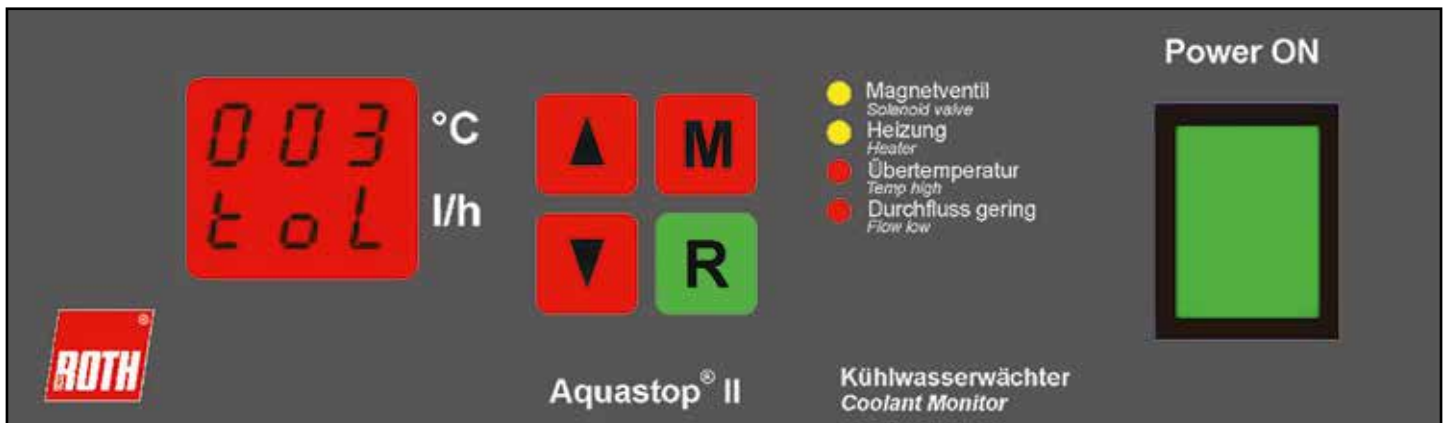 003 °C
toL l/h
▲ M
▼ R
Magnetventil
Solenoid valve
Heizung
Heater
Übertemperatur
Temp high
Durchfluss gering
Flow low
Power ON
ROTH®
Aquastop® II
Kühlwasserwächter
Coolant Monitor